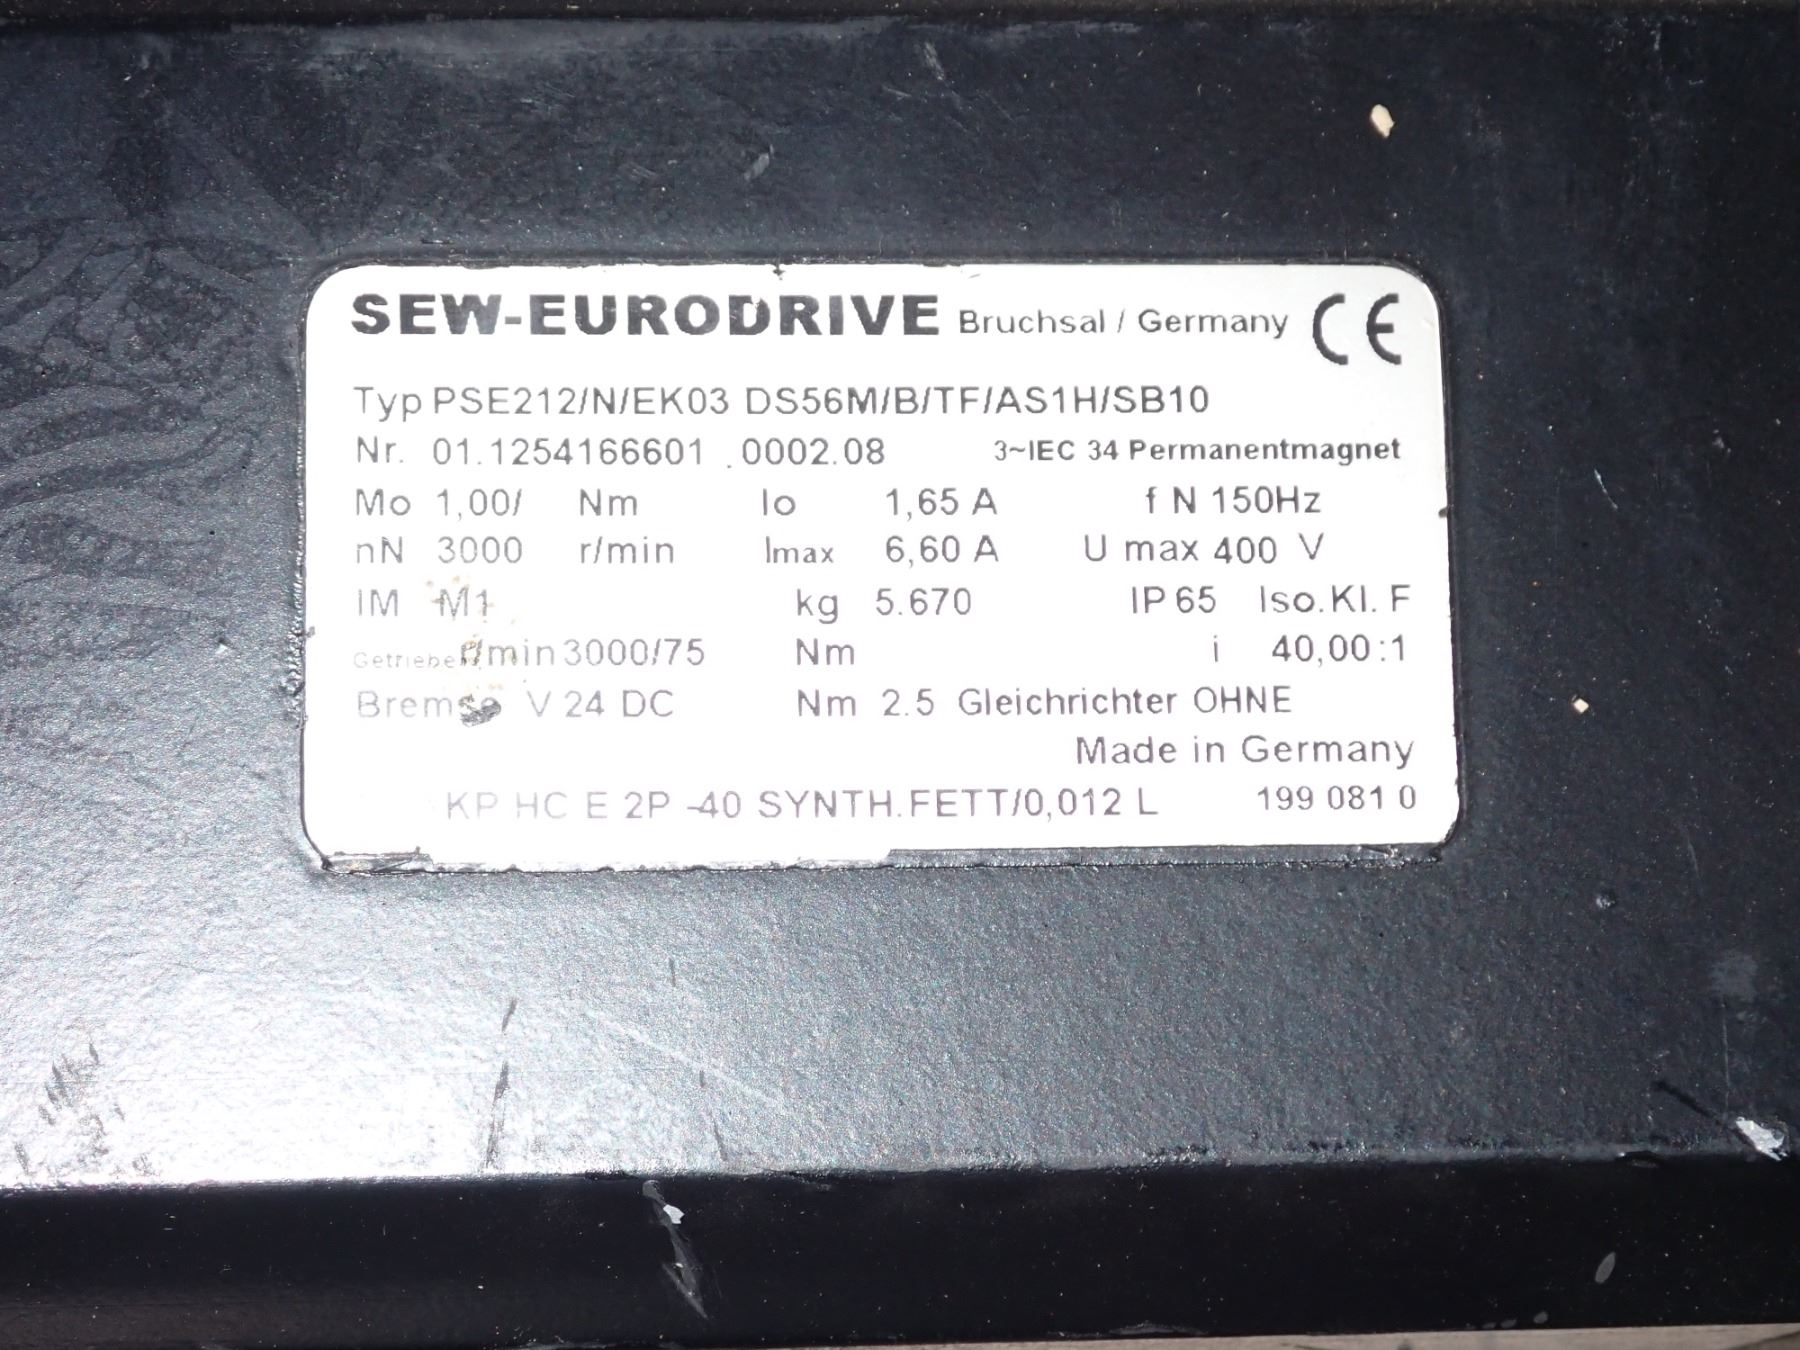 SEW-EURODRIVE Bruchsal / Germany CE
Typ PSE212/N/EK03 DS56M/B/TF/AS1H/SB10
Nr. 01.1254166601 .0002.08 3~IEC 34 Permanentmagnet
Mo 1,00/ Nm Io 1,65 A f N 150Hz
nN 3000 r/min Imax 6,60 A U max 400 V
IM M1 kg 5.670 IP 65 Iso.Kl. F
Getriebe r/min 3000/75 Nm i 40,00 :1
Bremse V 24 DC Nm 2.5 Gleichrichter OHNE
Made in Germany
KP HC E 2P -40 SYNTH.FETT/0,012 L 199 081 0